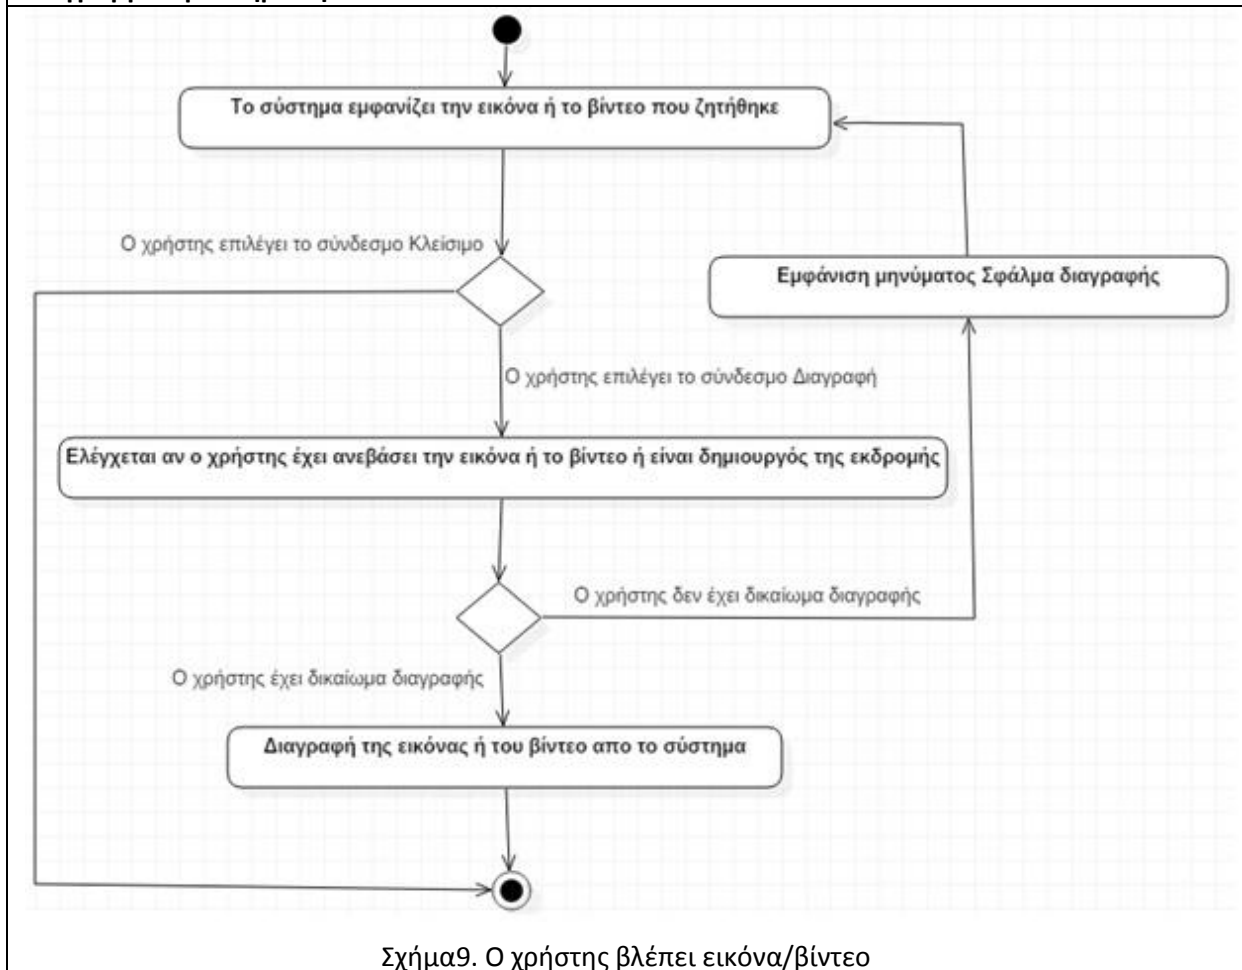 Το σύστημα εμφανίζει την εικόνα ή το βίντεο που ζητήθηκε
Ο χρήστης επιλέγει το σύνδεσμο Κλείσιμο
Εμφάνιση μηνύματος Σφάλμα διαγραφής
Ο χρήστης επιλέγει το σύνδεσμο Διαγραφή
Ελέγχεται αν ο χρήστης έχει ανεβάσει την εικόνα ή το βίντεο ή είναι δημιουργός της εκδρομής
Ο χρήστης δεν έχει δικαίωμα διαγραφής
Ο χρήστης έχει δικαίωμα διαγραφής
Διαγραφή της εικόνας ή του βίντεο απο το σύστημα
Σχήμα9. Ο χρήστης βλέπει εικόνα/βίντεο